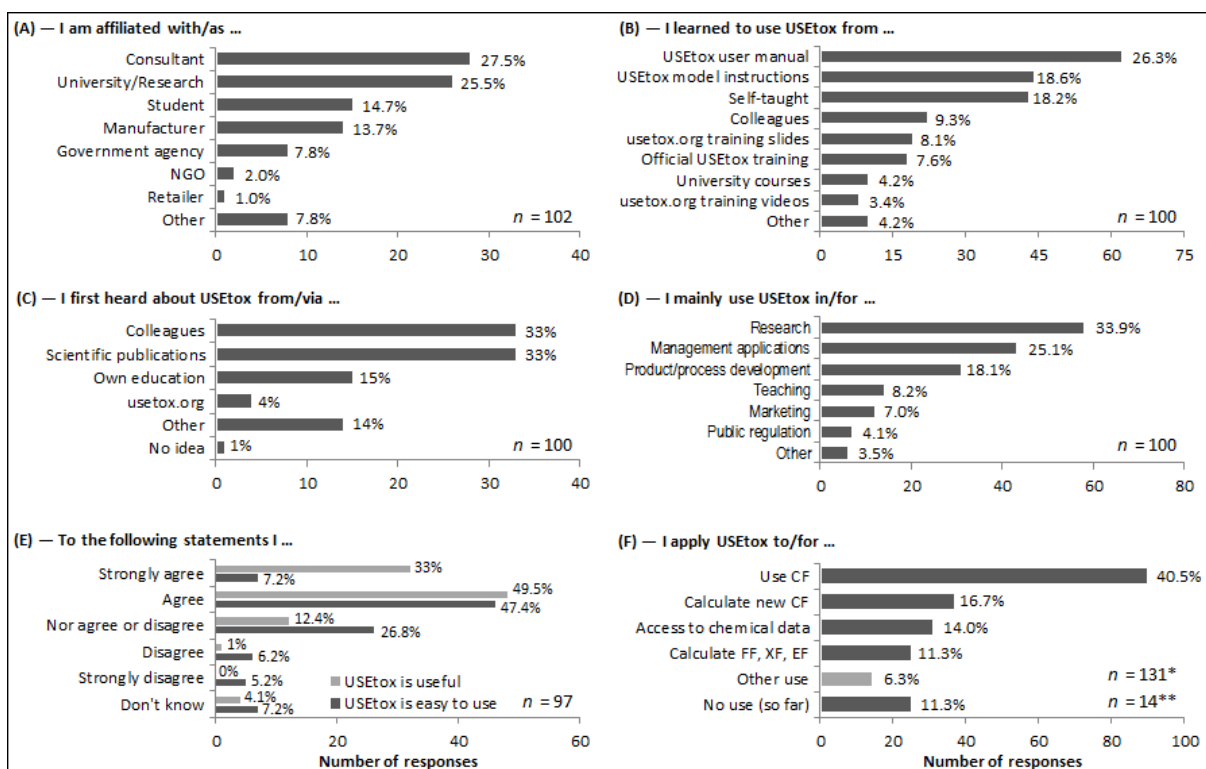 (A) — I am affiliated with/as ...
Consultant 27.5%
University/Research 25.5%
Student 14.7%
Manufacturer 13.7%
Government agency 7.8%
NGO 2.0%
Retailer 1.0%
Other 7.8%
n = 102
0 10 20 30 40
(B) — I learned to use USEtox from ...
USEtox user manual 26.3%
USEtox model instructions 18.6%
Self-taught 18.2%
Colleagues 9.3%
usetox.org training slides 8.1%
Official USEtox training 7.6%
University courses 4.2%
usetox.org training videos 3.4%
Other 4.2%
n = 100
0 15 30 45 60 75
(C) — I first heard about USEtox from/via ...
Colleagues 33%
Scientific publications 33%
Own education 15%
usetox.org 4%
Other 14%
No idea 1%
n = 100
0 10 20 30 40
(D) — I mainly use USEtox in/for ...
Research 33.9%
Management applications 25.1%
Product/process development 18.1%
Teaching 8.2%
Marketing 7.0%
Public regulation 4.1%
Other 3.5%
n = 100
0 20 40 60 80
(E) — To the following statements I ...
Strongly agree 33% 7.2%
Agree 49.5% 47.4%
Nor agree or disagree 12.4% 26.8%
Disagree 1% 6.2%
Strongly disagree 0% 5.2%
Don't know 4.1% 7.2%
USEtox is useful
USEtox is easy to use
n = 97
0 20 40 60
Number of responses
(F) — I apply USEtox to/for ...
Use CF 40.5%
Calculate new CF 16.7%
Access to chemical data 14.0%
Calculate FF, XF, EF 11.3%
Other use 6.3%
No use (so far) 11.3%
n = 131*
n = 14**
0 20 40 60 80 100
Number of responses